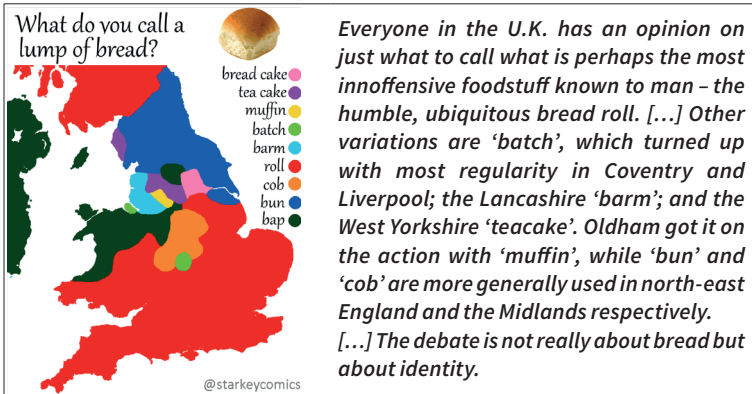 What do you call a
lump of bread?
bread cake
tea cake
muffin
batch
barm
roll
cob
bun
bap
@starkeycomics
Everyone in the U.K. has an opinion on
just what to call what is perhaps the most
innoffensive foodstuff known to man – the
humble, ubiquitous bread roll. […] Other
variations are ‘batch’, which turned up
with most regularity in Coventry and
Liverpool; the Lancashire ‘barm’; and the
West Yorkshire ‘teacake’. Oldham got it on
the action with ‘muffin’, while ‘bun’ and
‘cob’ are more generally used in north-east
England and the Midlands respectively.
[…] The debate is not really about bread but
about identity.